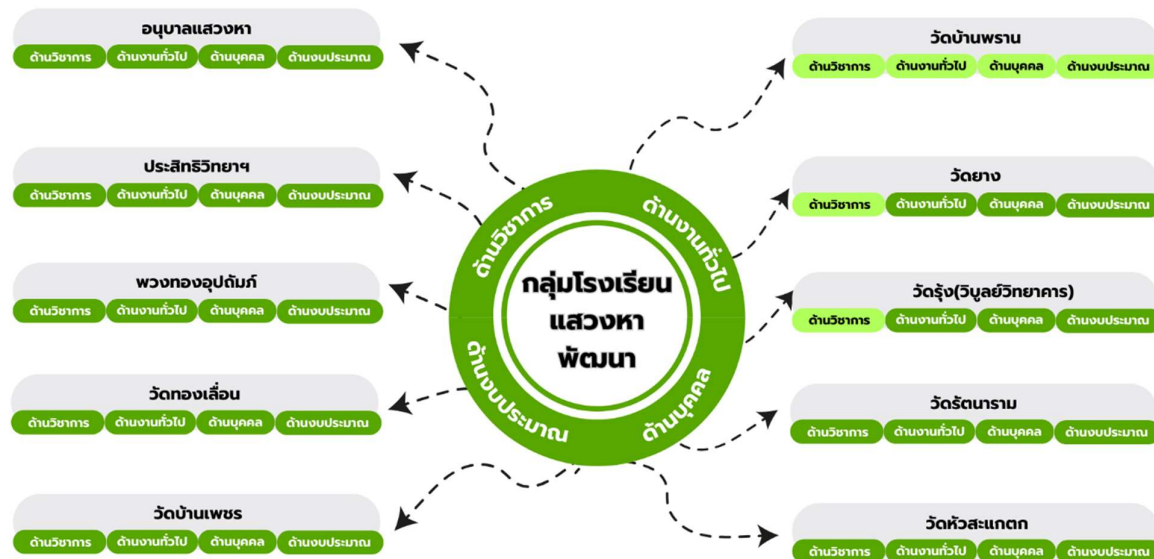 อนุบาลแสวงหา
ด้านวิชาการ ด้านงานทั่วไป ด้านบุคคล ด้านงบประมาณ
ประสิทธิวิทยาฯ
ด้านวิชาการ ด้านงานทั่วไป ด้านบุคคล ด้านงบประมาณ
พวงทองอุปถัมภ์
ด้านวิชาการ ด้านงานทั่วไป ด้านบุคคล ด้านงบประมาณ
วัดทองเลื่อน
ด้านวิชาการ ด้านงานทั่วไป ด้านบุคคล ด้านงบประมาณ
วัดบ้านเพชร
ด้านวิชาการ ด้านงานทั่วไป ด้านบุคคล ด้านงบประมาณ
ด้านวิชาการ
ด้านงานทั่วไป
กลุ่มโรงเรียน
แสวงหา
พัฒนา
ด้านงบประมาณ
ด้านบุคคล
วัดบ้านพราน
ด้านวิชาการ ด้านงานทั่วไป ด้านบุคคล ด้านงบประมาณ
วัดยาง
ด้านวิชาการ ด้านงานทั่วไป ด้านบุคคล ด้านงบประมาณ
วัดรุ้ง(วิบูลย์วิทยาคาร)
ด้านวิชาการ ด้านงานทั่วไป ด้านบุคคล ด้านงบประมาณ
วัดรัตนาราม
ด้านวิชาการ ด้านงานทั่วไป ด้านบุคคล ด้านงบประมาณ
วัดหัวสะแกตก
ด้านวิชาการ ด้านงานทั่วไป ด้านบุคคล ด้านงบประมาณ